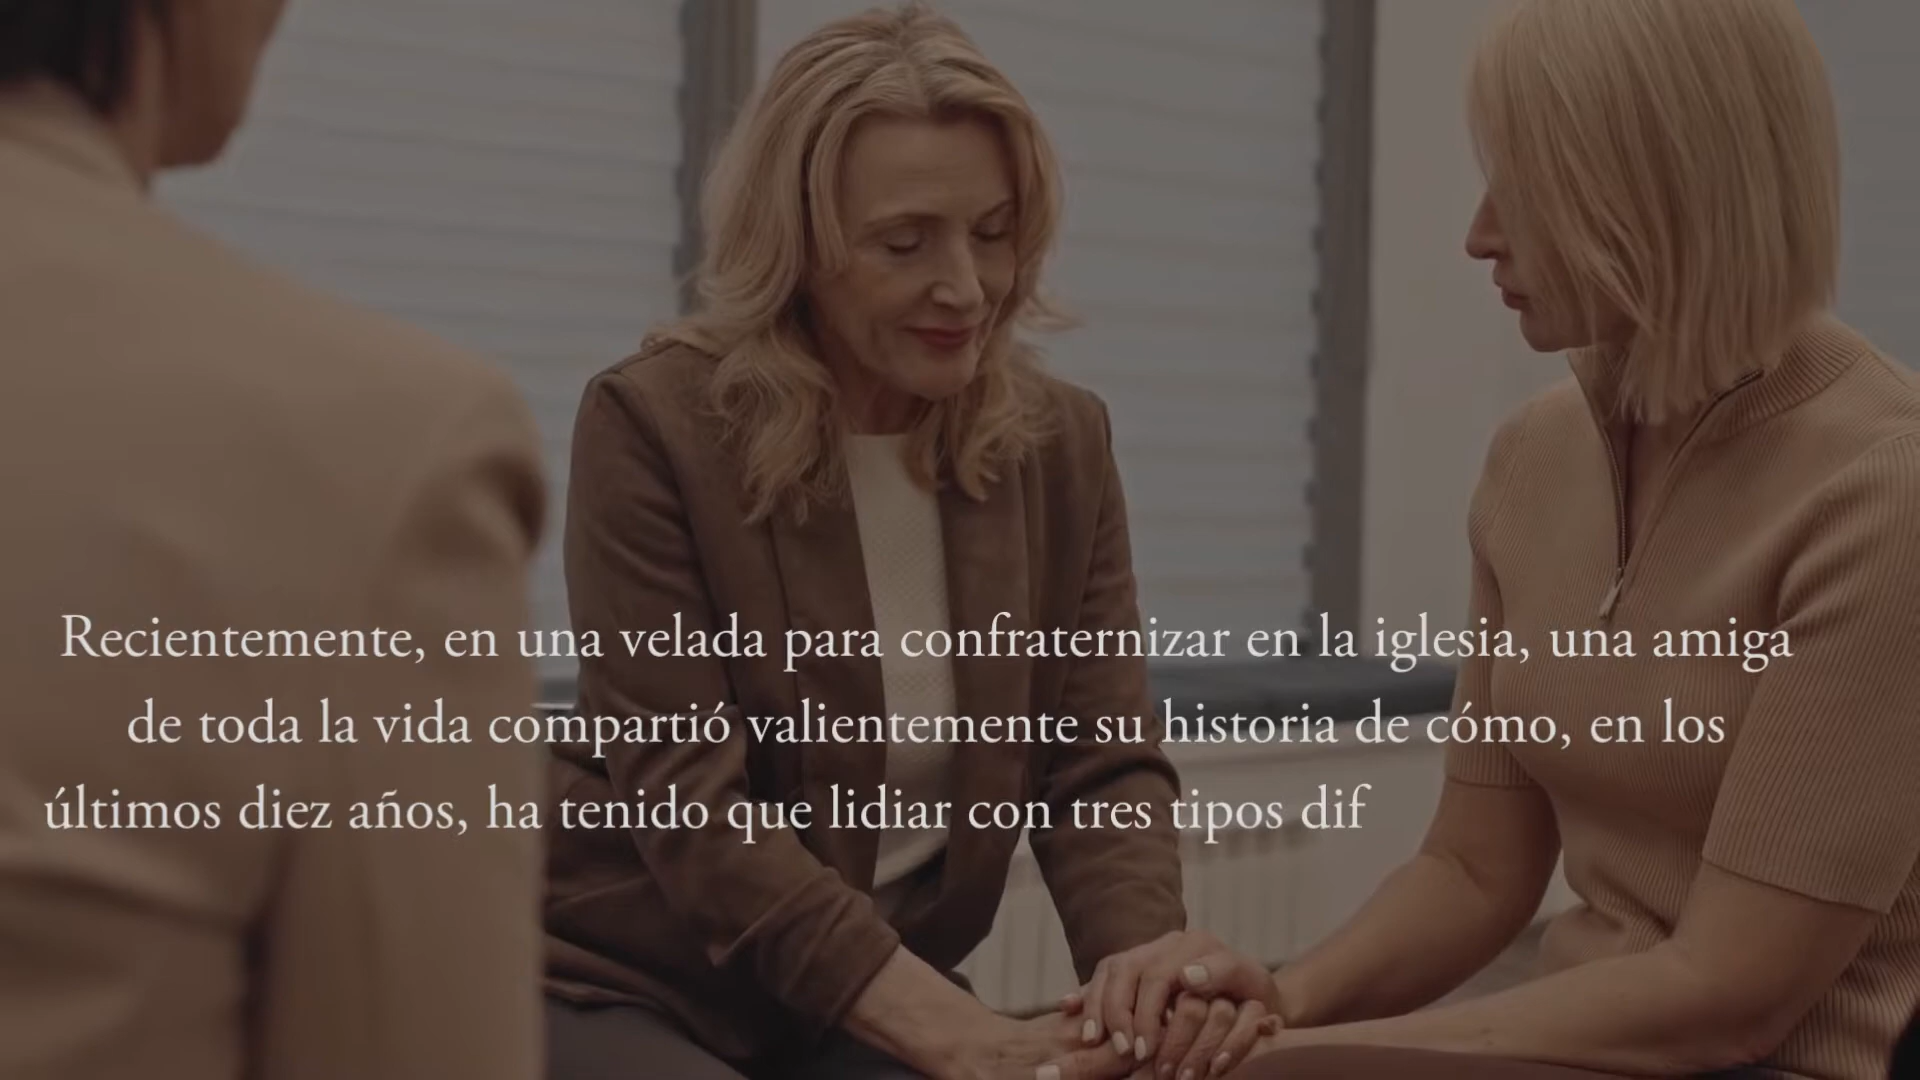 Recientemente, en una velada para confraternizar en la iglesia, una amiga
de toda la vida compartió valientemente su historia de cómo, en los
últimos diez años, ha tenido que lidiar con tres tipos dif